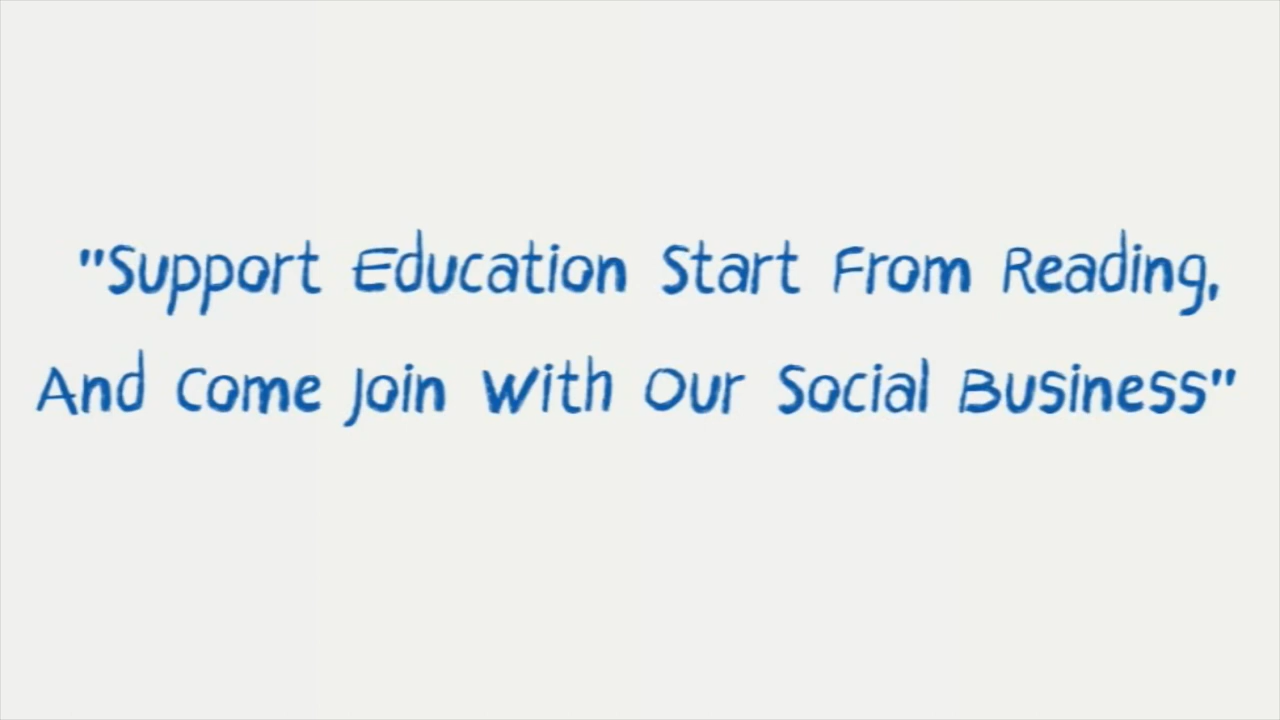 "Support Education Start From Reading,
And Come Join With Our Social Business"